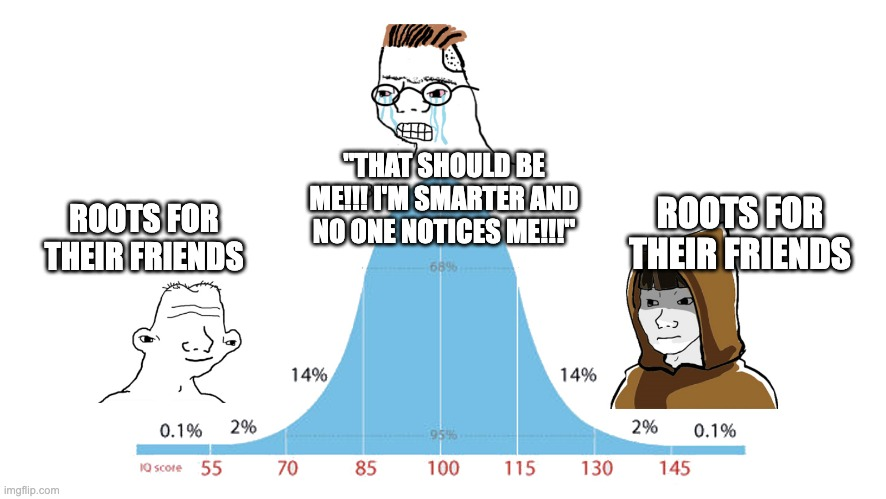 "THAT SHOULD BE
ME!!! I'M SMARTER AND
NO ONE NOTICES ME!!!"
ROOTS FOR
THEIR FRIENDS
ROOTS FOR
THEIR FRIENDS
68%
14%
14%
95%
0.1%
2%
2%
0.1%
IQ score 55 70 85 100 115 130 145
imgflip.com